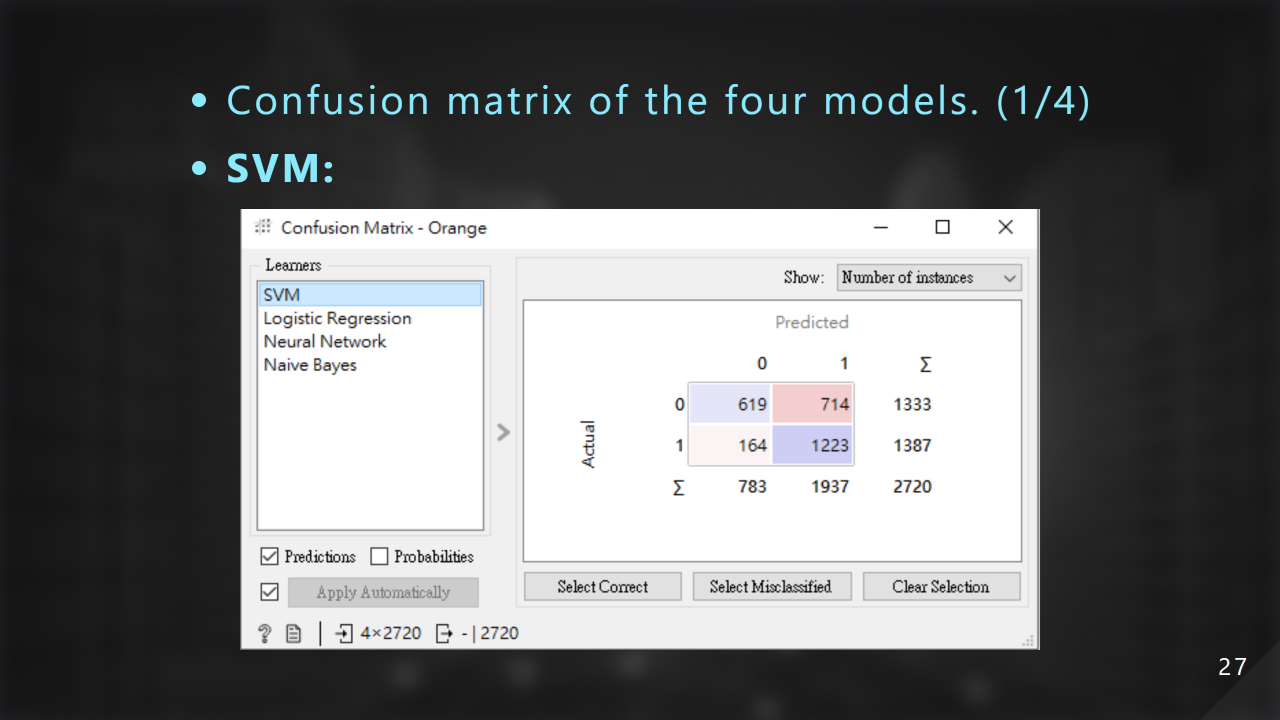 • Confusion matrix of the four models. (1/4)
• SVM:
Confusion Matrix - Orange
Learners
SVM
Logistic Regression
Neural Network
Naive Bayes
Predictions Probabilities
Apply Automatically
Show: Number of instances
Predicted
0 1 Σ
Actual
0 619 714 1333
1 164 1223 1387
Σ 783 1937 2720
Select Correct Select Misclassified Clear Selection
? | 4×2720 - | 2720
27